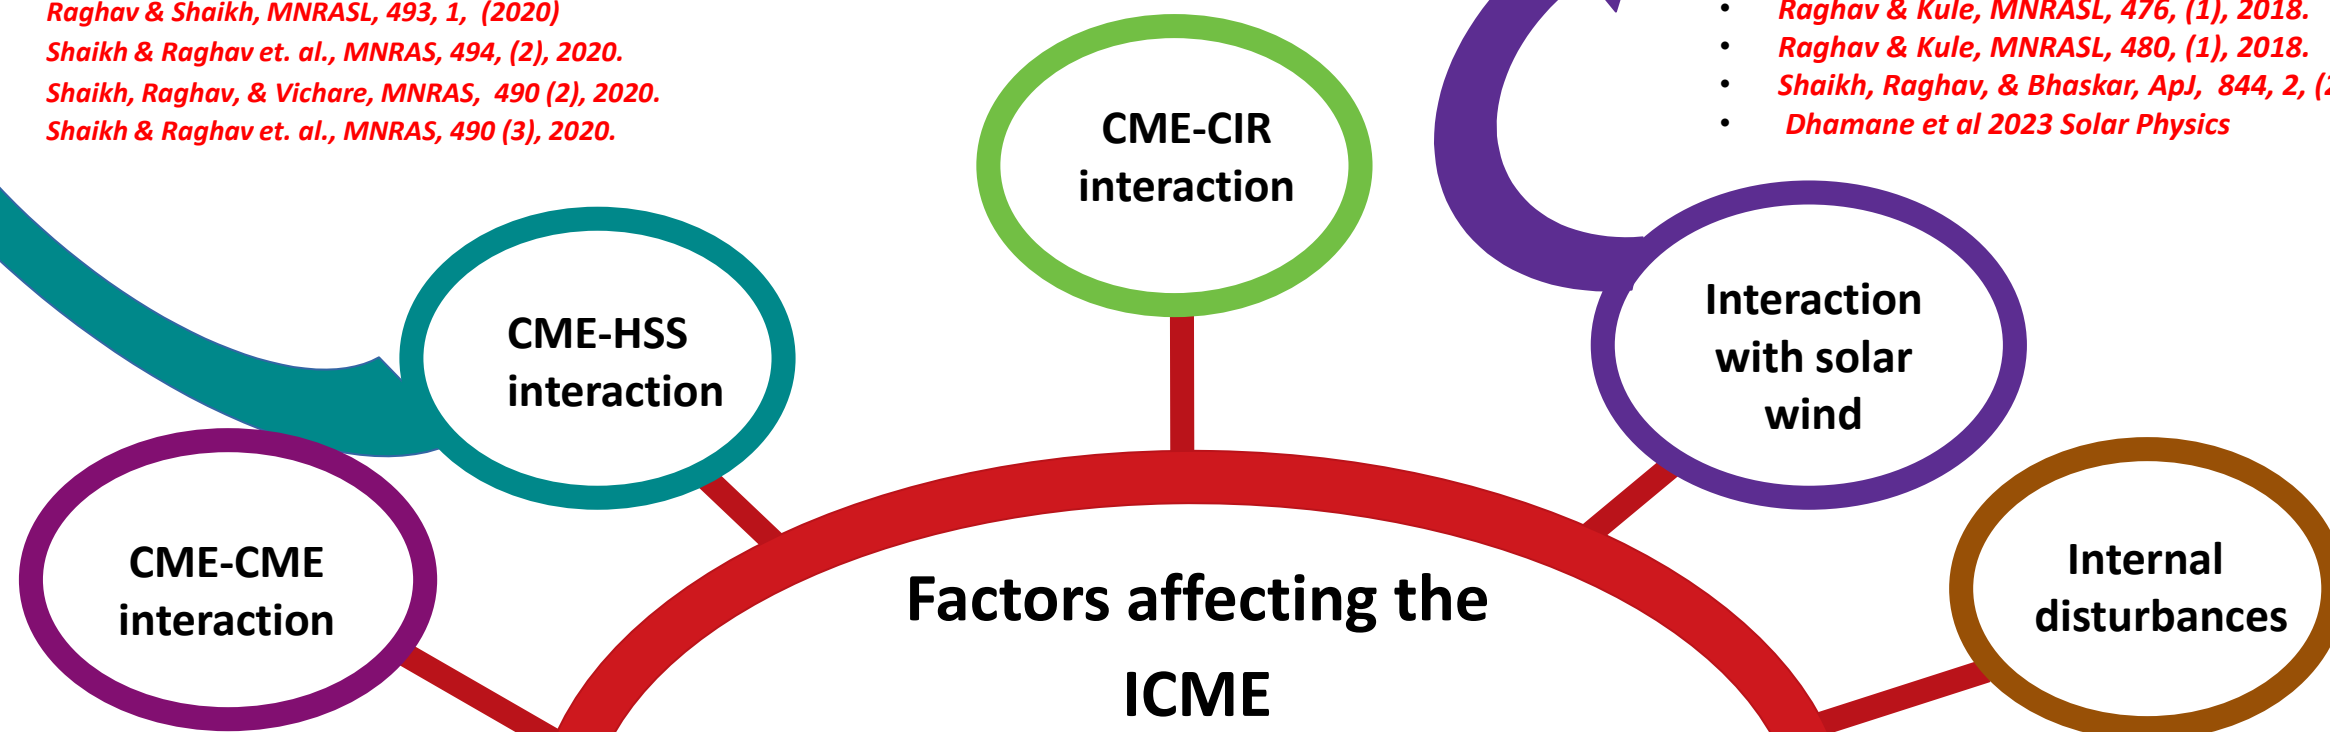 Raghav & Shaikh, MNRASL, 493, 1, (2020)
Shaikh & Raghav et. al., MNRAS, 494, (2), 2020.
Shaikh, Raghav, & Vichare, MNRAS, 490 (2), 2020.
Shaikh & Raghav et. al., MNRAS, 490 (3), 2020.
• Raghav & Kule, MNRASL, 476, (1), 2018.
• Raghav & Kule, MNRASL, 480, (1), 2018.
• Shaikh, Raghav, & Bhaskar, ApJ, 844, 2,
• Dhamane et al 2023 Solar Physics
CME-CIR
interaction
CME-HSS
interaction
Interaction
with solar
wind
CME-CME
interaction
Internal
disturbances
Factors affecting the
ICME